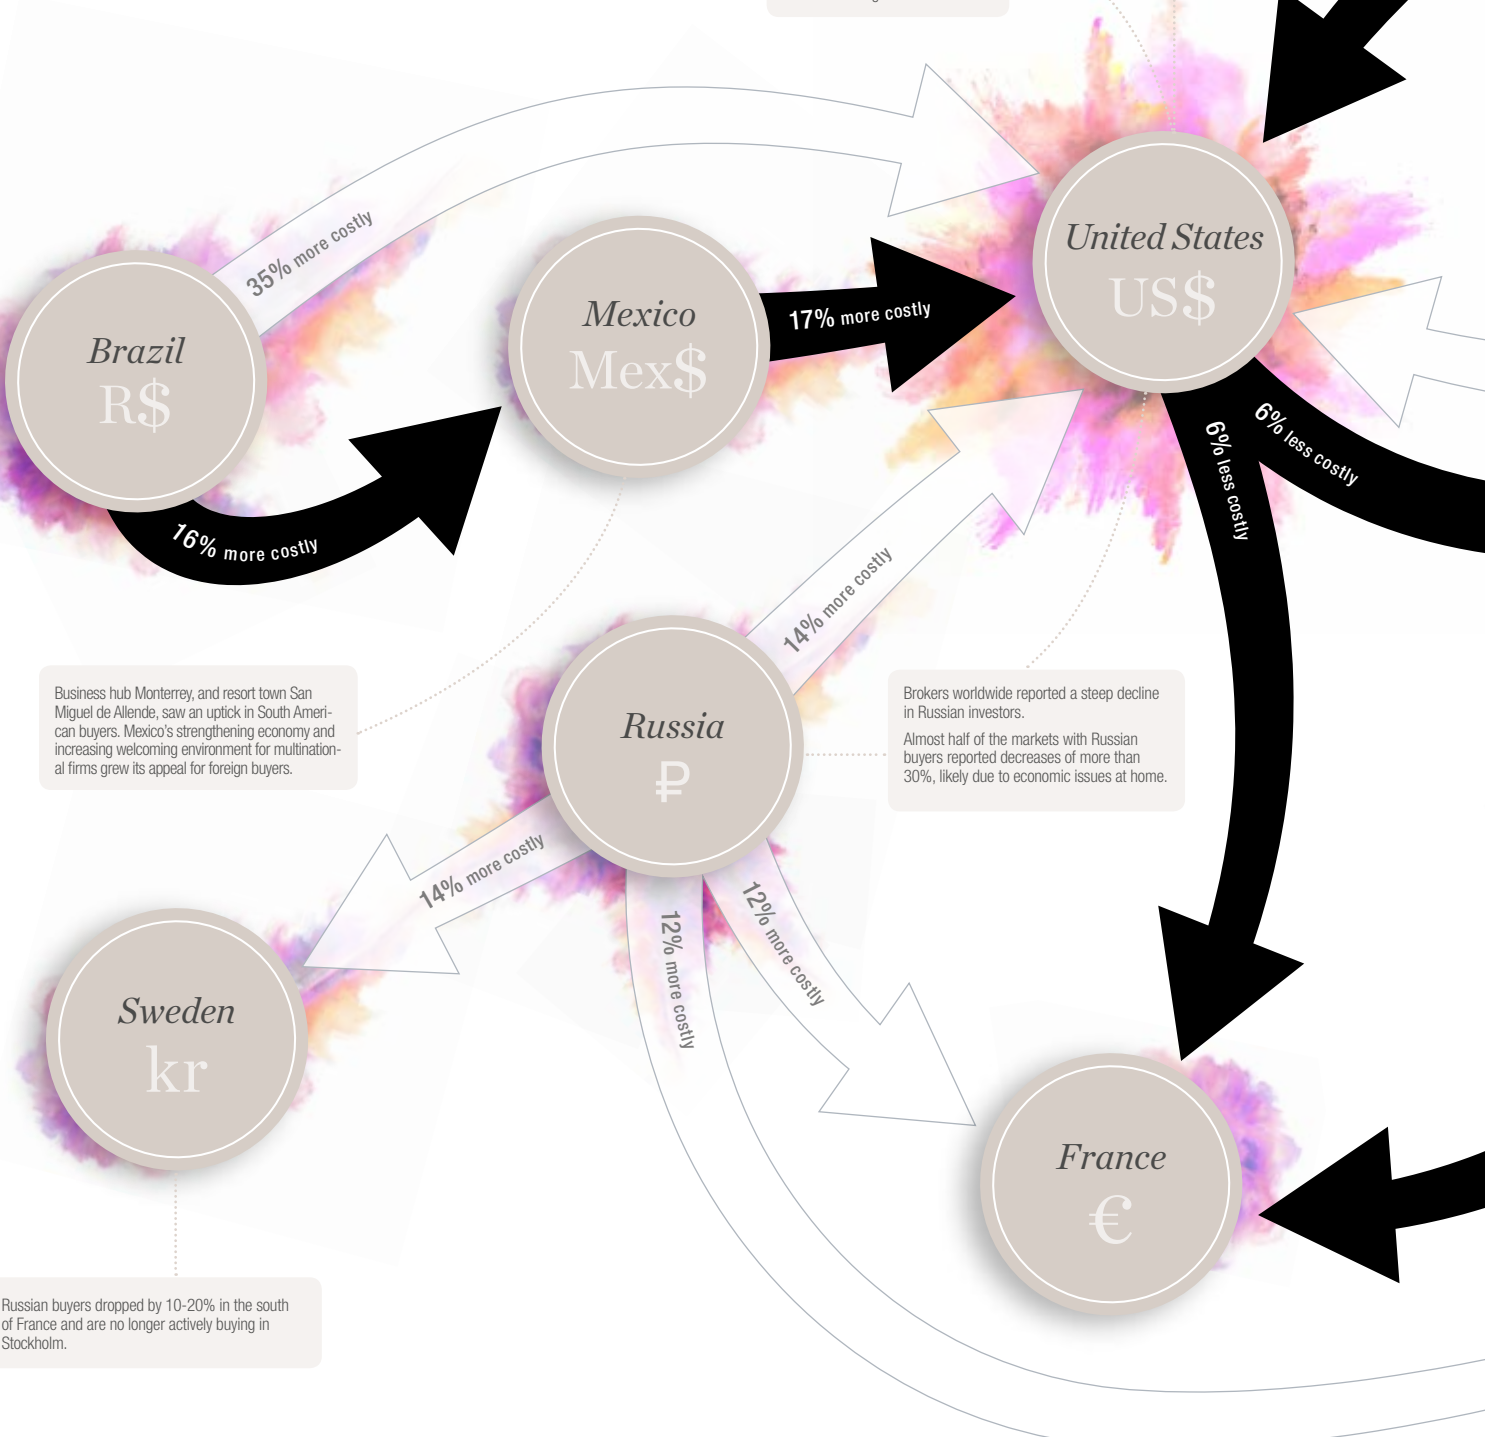 35% more costly
United States
US$
Mexico
Mex$
17% more costly
Brazil
R$
16% more costly
6% less costly
6% less costly
14% more costly
Business hub Monterrey, and resort town San
Miguel de Allende, saw an uptick in South Ameri-
can buyers. Mexico's strengthening economy and
increasing welcoming environment for multination-
al firms grew its appeal for foreign buyers.
Russia
₽
Brokers worldwide reported a steep decline
in Russian investors.
Almost half of the markets with Russian
buyers reported decreases of more than
30%, likely due to economic issues at home.
14% more costly
12% more costly
12% more costly
Sweden
kr
France
€
Russian buyers dropped by 10-20% in the south
of France and are no longer actively buying in
Stockholm.